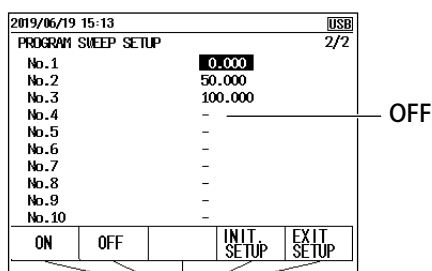 2019/06/19 15:13 USB
PROGRAM SWEEP SETUP 2/2
No.1 0.000
No.2 50.000
No.3 100.000
No.4 - OFF
No.5 -
No.6 -
No.7 -
No.8 -
No.9 -
No.10 -
ON OFF INIT. SETUP EXIT SETUP